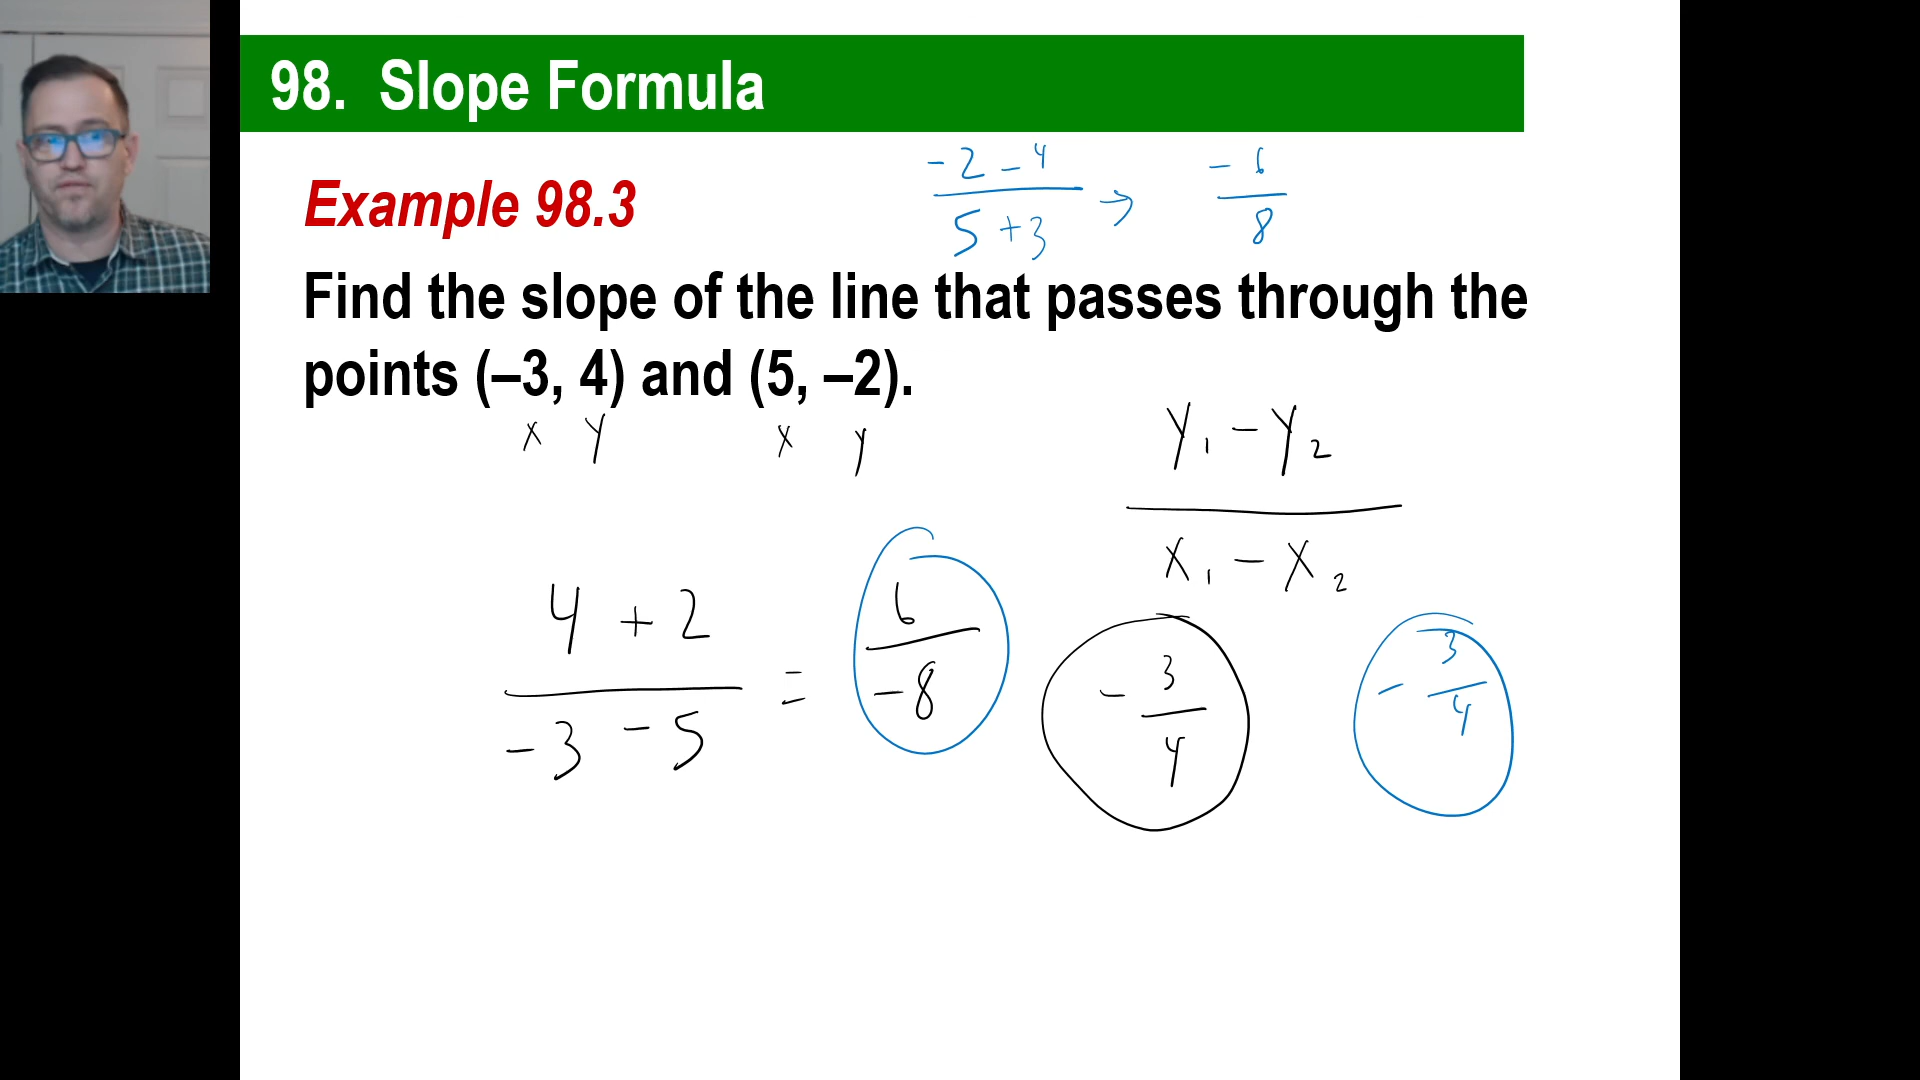 98. Slope Formula
-2 - 4
5 + 3
→
- 6
8
Example 98.3
Find the slope of the line that passes through the
points (–3, 4) and (5, –2).
x y x y
y₁ - y₂
x₁ - x₂
4 + 2
-3 - 5
=
6
-8
- 3
4
- 3
4